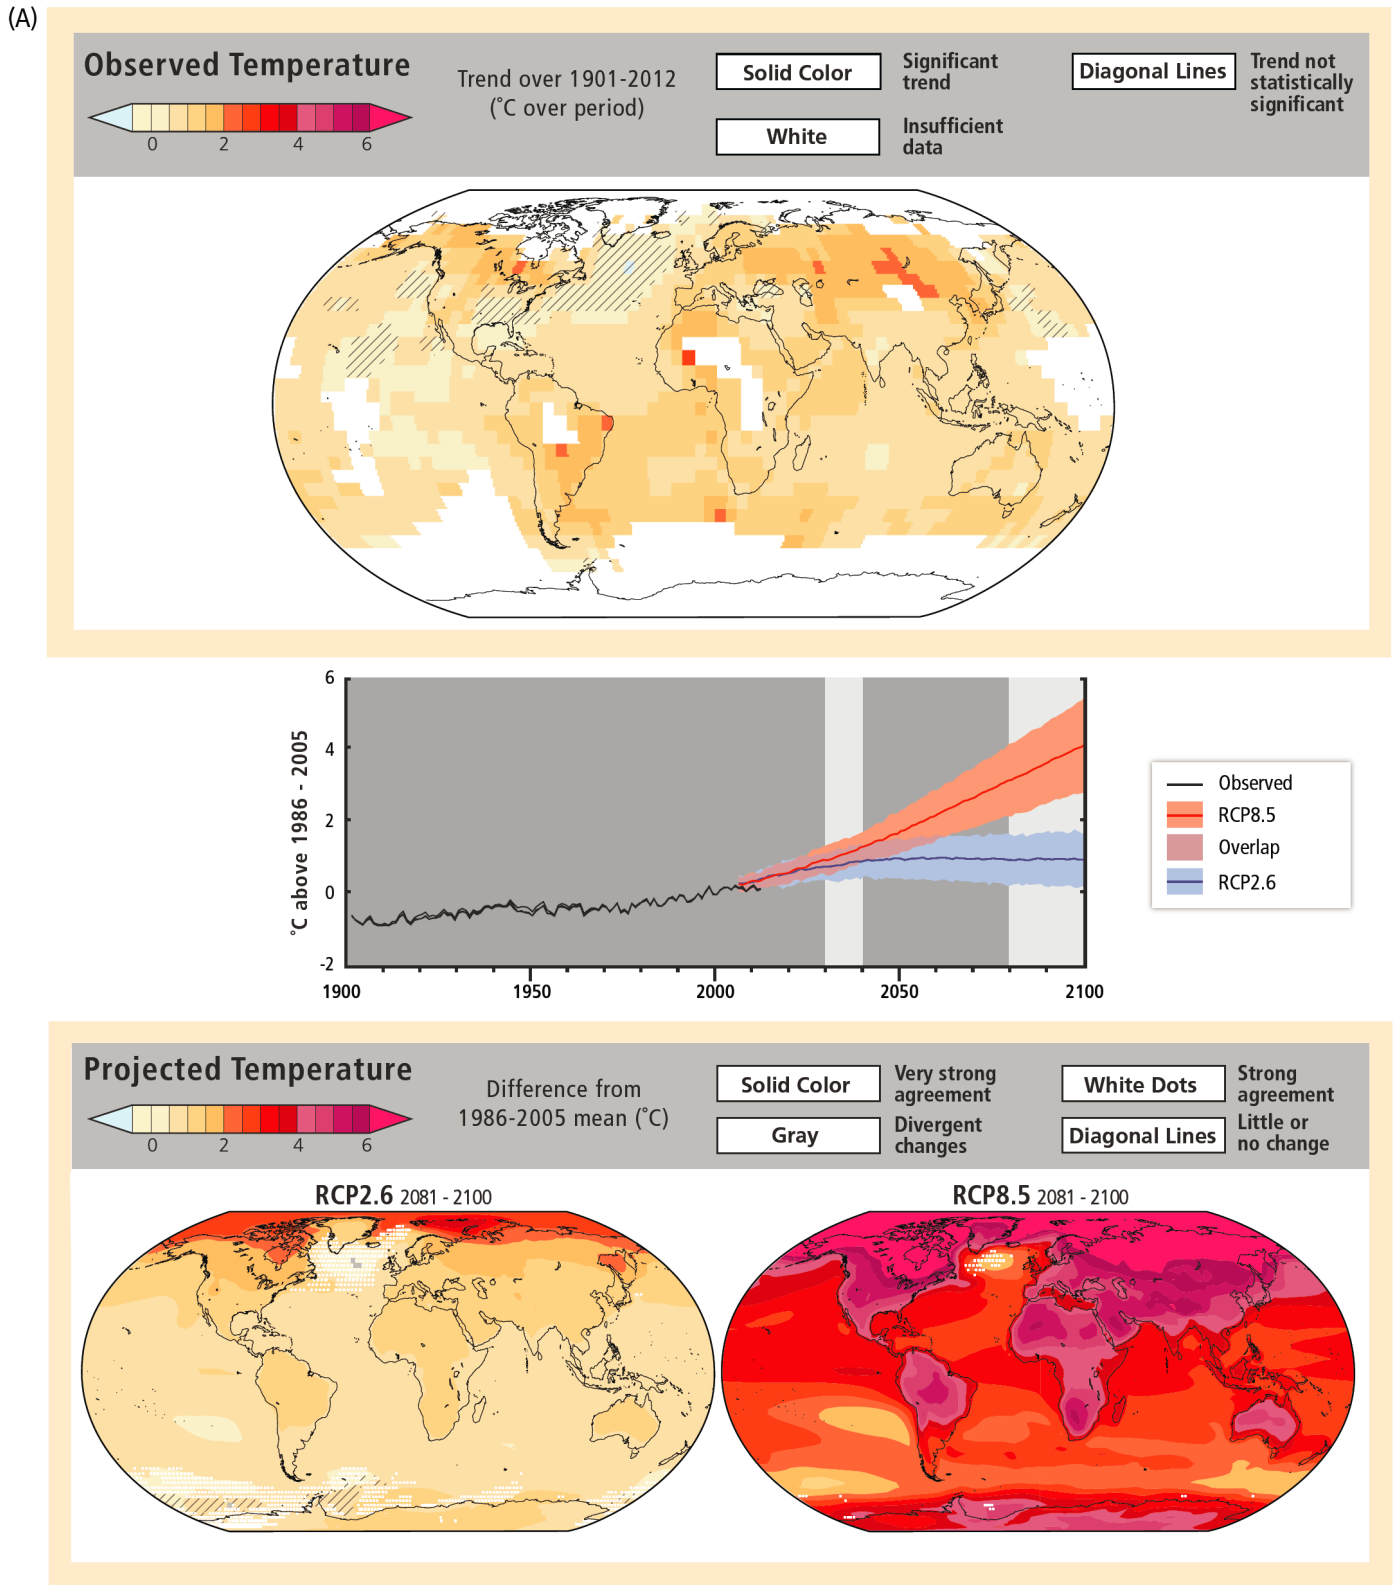 (A)
Observed Temperature
0 2 4 6
Trend over 1901-2012
(˚C over period)
Solid Color
Significant
trend
White
Insufficient
data
Diagonal Lines
Trend not
statistically
significant
6
4
2
0
-2
˚C above 1986 - 2005
1900 1950 2000 2050 2100
Observed
RCP8.5
Overlap
RCP2.6
Projected Temperature
0 2 4 6
Difference from
1986-2005 mean (˚C)
Solid Color
Very strong
agreement
Gray
Divergent
changes
White Dots
Strong
agreement
Diagonal Lines
Little or
no change
RCP2.6 2081 - 2100
RCP8.5 2081 - 2100